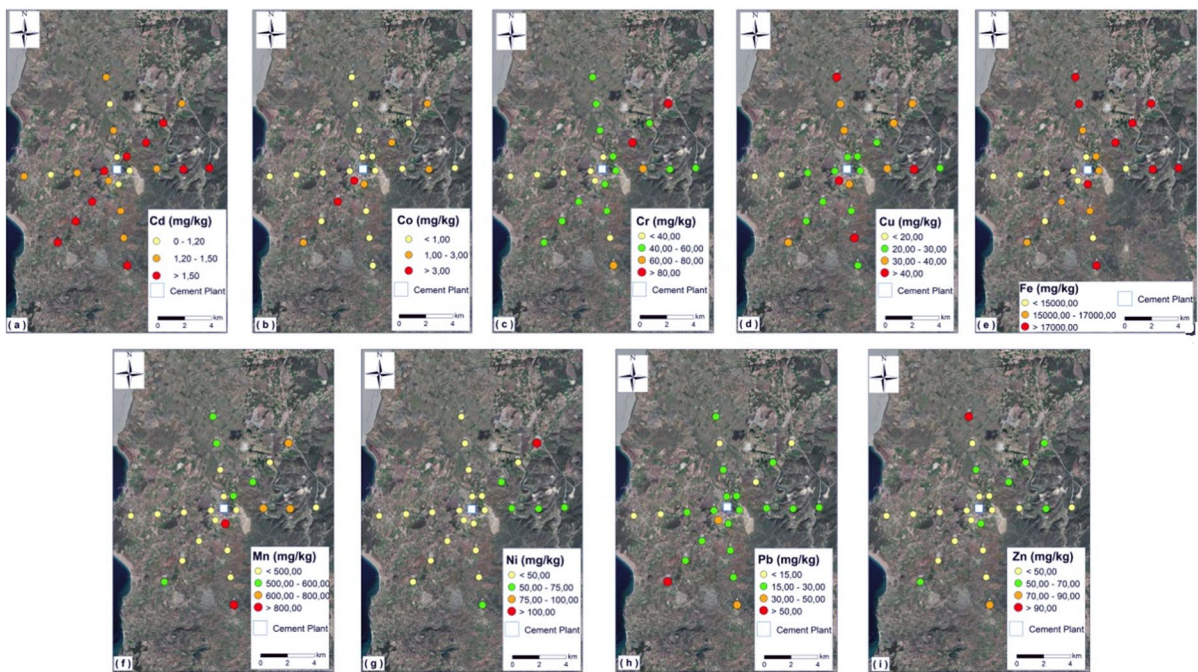 N
Cd (mg/kg)
0 - 1,20
1,20 - 1,50
> 1,50
Cement Plant
km
0 2 4
( a )
N
Co (mg/kg)
< 1,00
1,00 - 3,00
> 3,00
Cement Plant
km
0 2 4
( b )
N
Cr (mg/kg)
< 40,00
40,00 - 60,00
60,00 - 80,00
> 80,00
Cement Plant
km
0 2 4
( c )
N
Cu (mg/kg)
< 20,00
20,00 - 30,00
30,00 - 40,00
> 40,00
Cement Plant
km
0 2 4
( d )
N
Fe (mg/kg)
< 15000,00
15000,00 - 17000,00
> 17000,00
Cement Plant
km
0 2 4
( e )
N
Mn (mg/kg)
< 500,00
500,00 - 600,00
600,00 - 800,00
> 800,00
Cement Plant
km
0 2 4
( f )
N
Ni (mg/kg)
< 50,00
50,00 - 75,00
75,00 - 100,00
> 100,00
Cement Plant
km
0 2 4
( g )
N
Pb (mg/kg)
< 15,00
15,00 - 30,00
30,00 - 50,00
> 50,00
Cement Plant
km
0 2 4
( h )
N
Zn (mg/kg)
< 50,00
50,00 - 70,00
70,00 - 90,00
> 90,00
Cement Plant
km
0 2 4
( i )